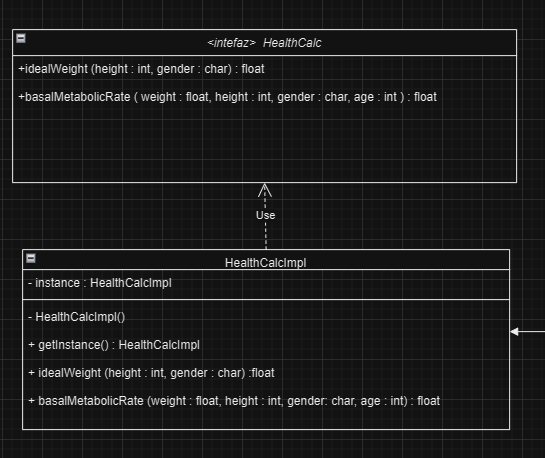 <intefaz> HealthCalc
+idealWeight (height : int, gender : char) : float
+basalMetabolicRate ( weight : float, height : int, gender : char, age : int ) : float
Use
HealthCalcImpl
- instance : HealthCalcImpl
- HealthCalcImpl()
+ getInstance() : HealthCalcImpl
+ idealWeight (height : int, gender : char) :float
+ basalMetabolicRate (weight : float, height : int, gender: char, age : int) : float